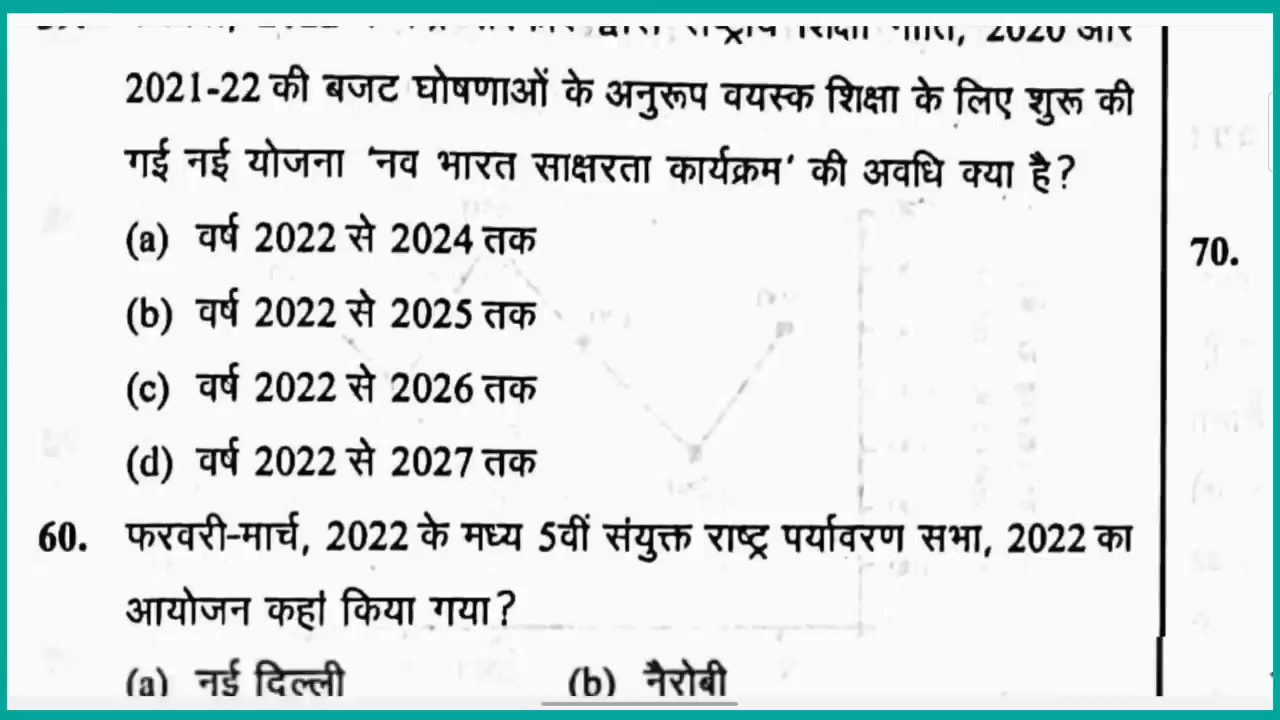 राष्ट्रीय शिक्षा नीति, 2020 और
2021-22 की बजट घोषणाओं के अनुरूप वयस्क शिक्षा के लिए शुरू की
गई नई योजना 'नव भारत साक्षरता कार्यक्रम' की अवधि क्या है?
(a) वर्ष 2022 से 2024 तक
(b) वर्ष 2022 से 2025 तक
(c) वर्ष 2022 से 2026 तक
(d) वर्ष 2022 से 2027 तक
70.
60. फरवरी-मार्च, 2022 के मध्य 5वीं संयुक्त राष्ट्र पर्यावरण सभा, 2022 का
आयोजन कहां किया गया?
(a) नई दिल्ली (b) नैरोबी